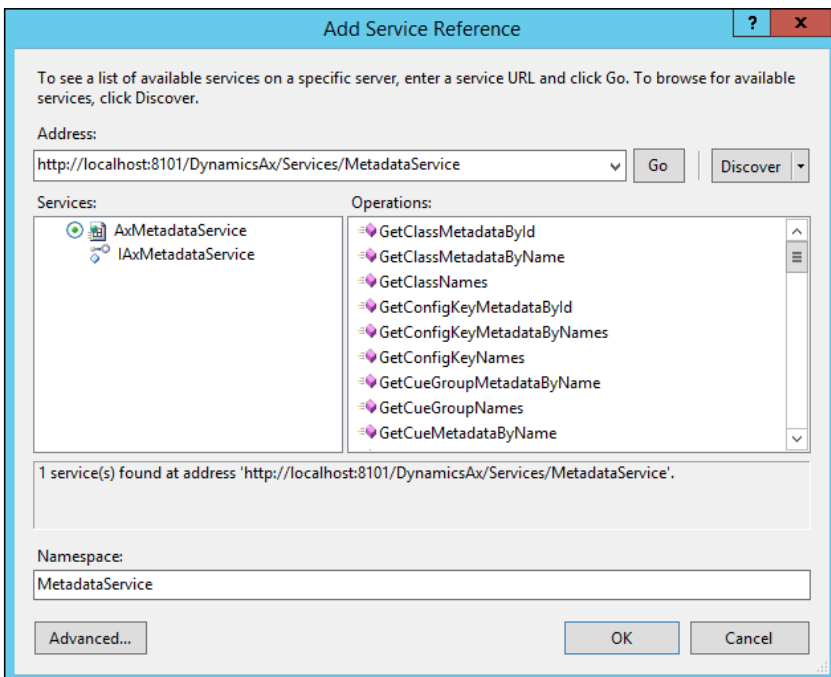 Add Service Reference
?
x
To see a list of available services on a specific server, enter a service URL and click Go. To browse for available
services, click Discover.
Address:
http://localhost:8101/DynamicsAx/Services/MetadataService
Go
Discover
Services:
Operations:
AxMetadataService
IAxMetadataService
GetClassMetadataById
GetClassMetadataByName
GetClassNames
GetConfigKeyMetadataById
GetConfigKeyMetadataByNames
GetConfigKeyNames
GetCueGroupMetadataByName
GetCueGroupNames
GetCueMetadataByName
1 service(s) found at address 'http://localhost:8101/DynamicsAx/Services/MetadataService'.
Namespace:
MetadataService
Advanced...
OK
Cancel